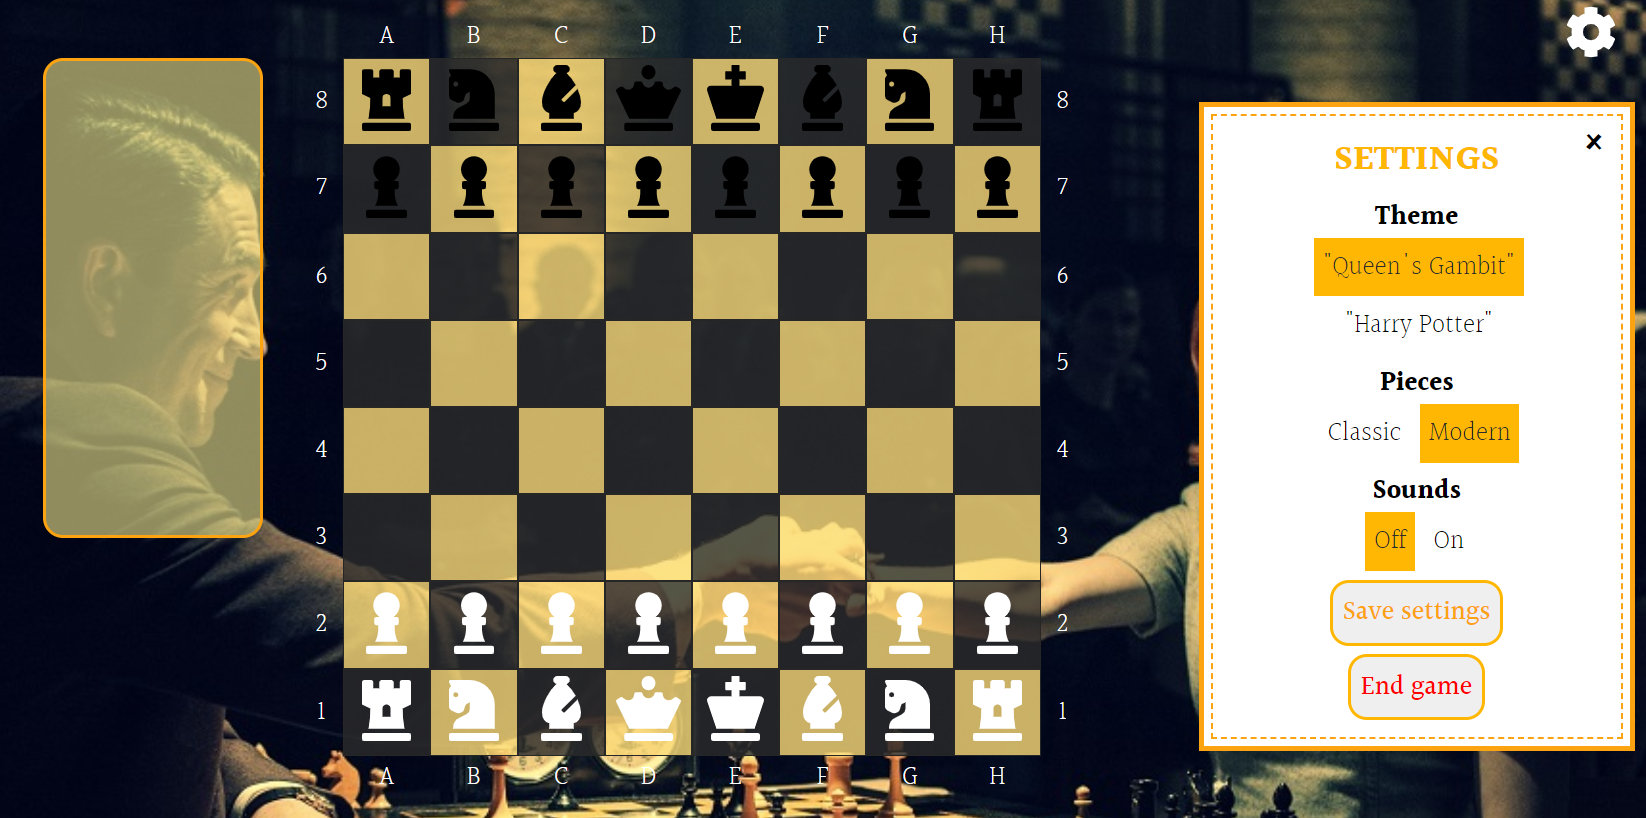 A B C D E F G H
8 8
SETTINGS
×
7 7
Theme
"Queen's Gambit"
6 6
"Harry Potter"
5 5
Pieces
4 4
Classic Modern
Sounds
3 3
Off On
2 2
Save settings
End game
1 1
A B C D E F G H